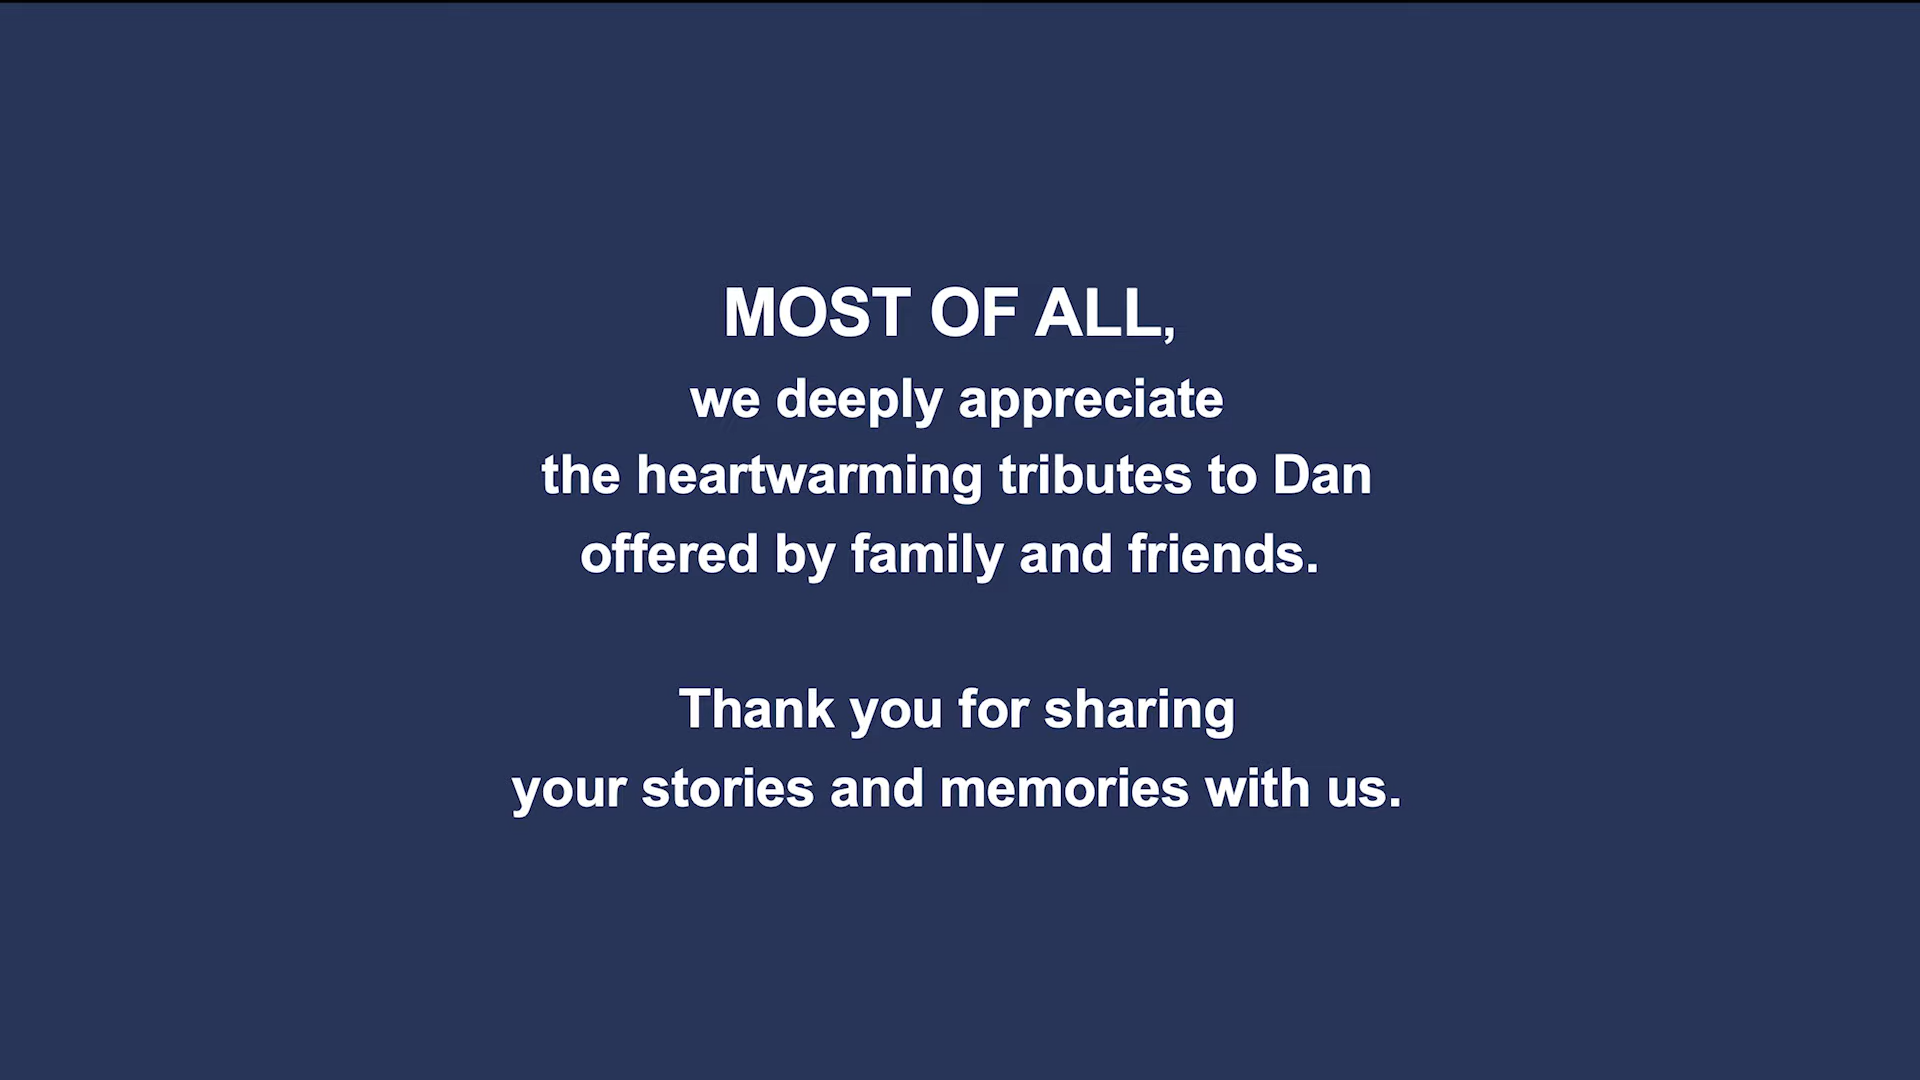 MOST OF ALL,
we deeply appreciate
the heartwarming tributes to Dan
offered by family and friends.
Thank you for sharing
your stories and memories with us.